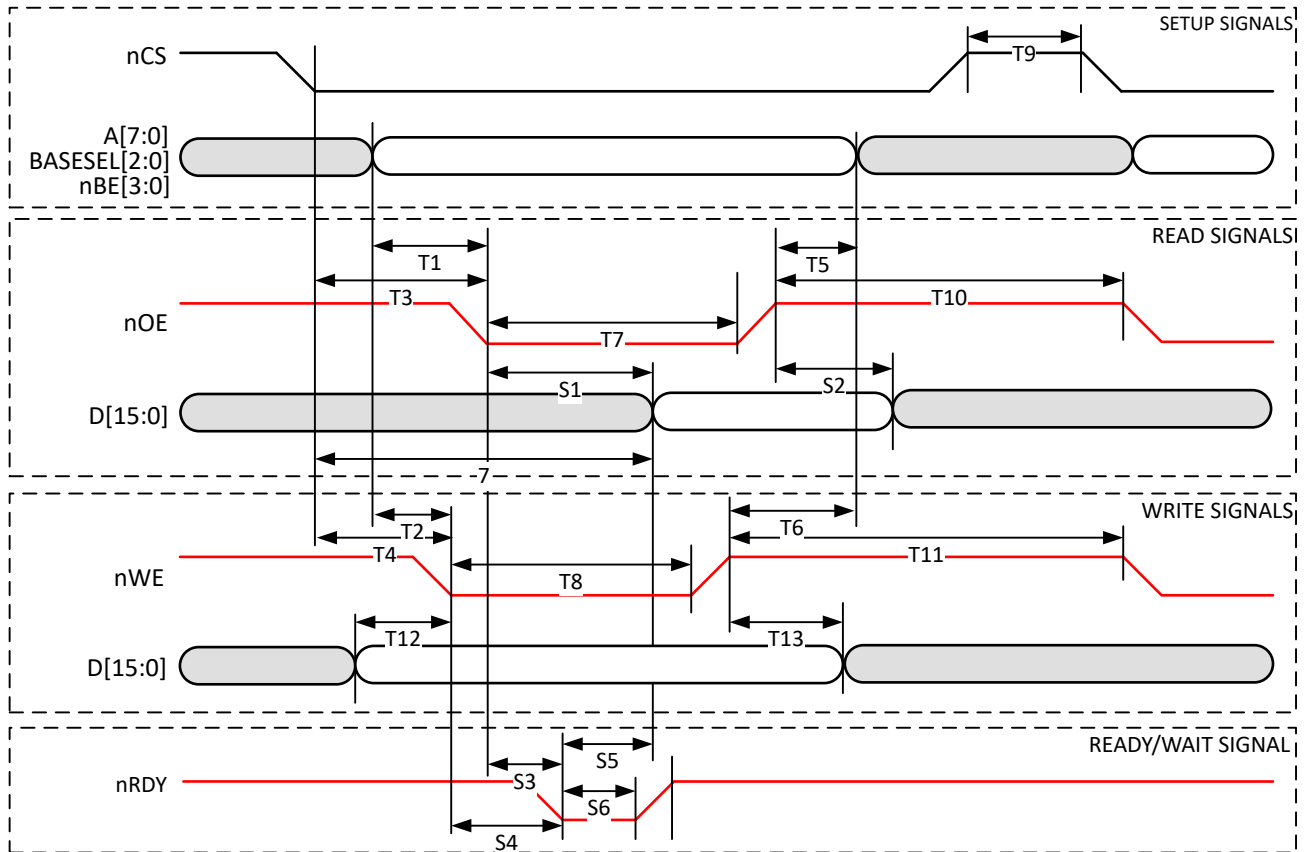 SETUP SIGNALS
nCS
T9
A[7:0]
BASESEL[2:0]
nBE[3:0]
READ SIGNALS
T1
T5
T3
T10
nOE
T7
S1
S2
D[15:0]
7
WRITE SIGNALS
T2
T6
T4
T11
nWE
T8
T12
T13
D[15:0]
READY/WAIT SIGNAL
S5
nRDY
S3
S6
S4